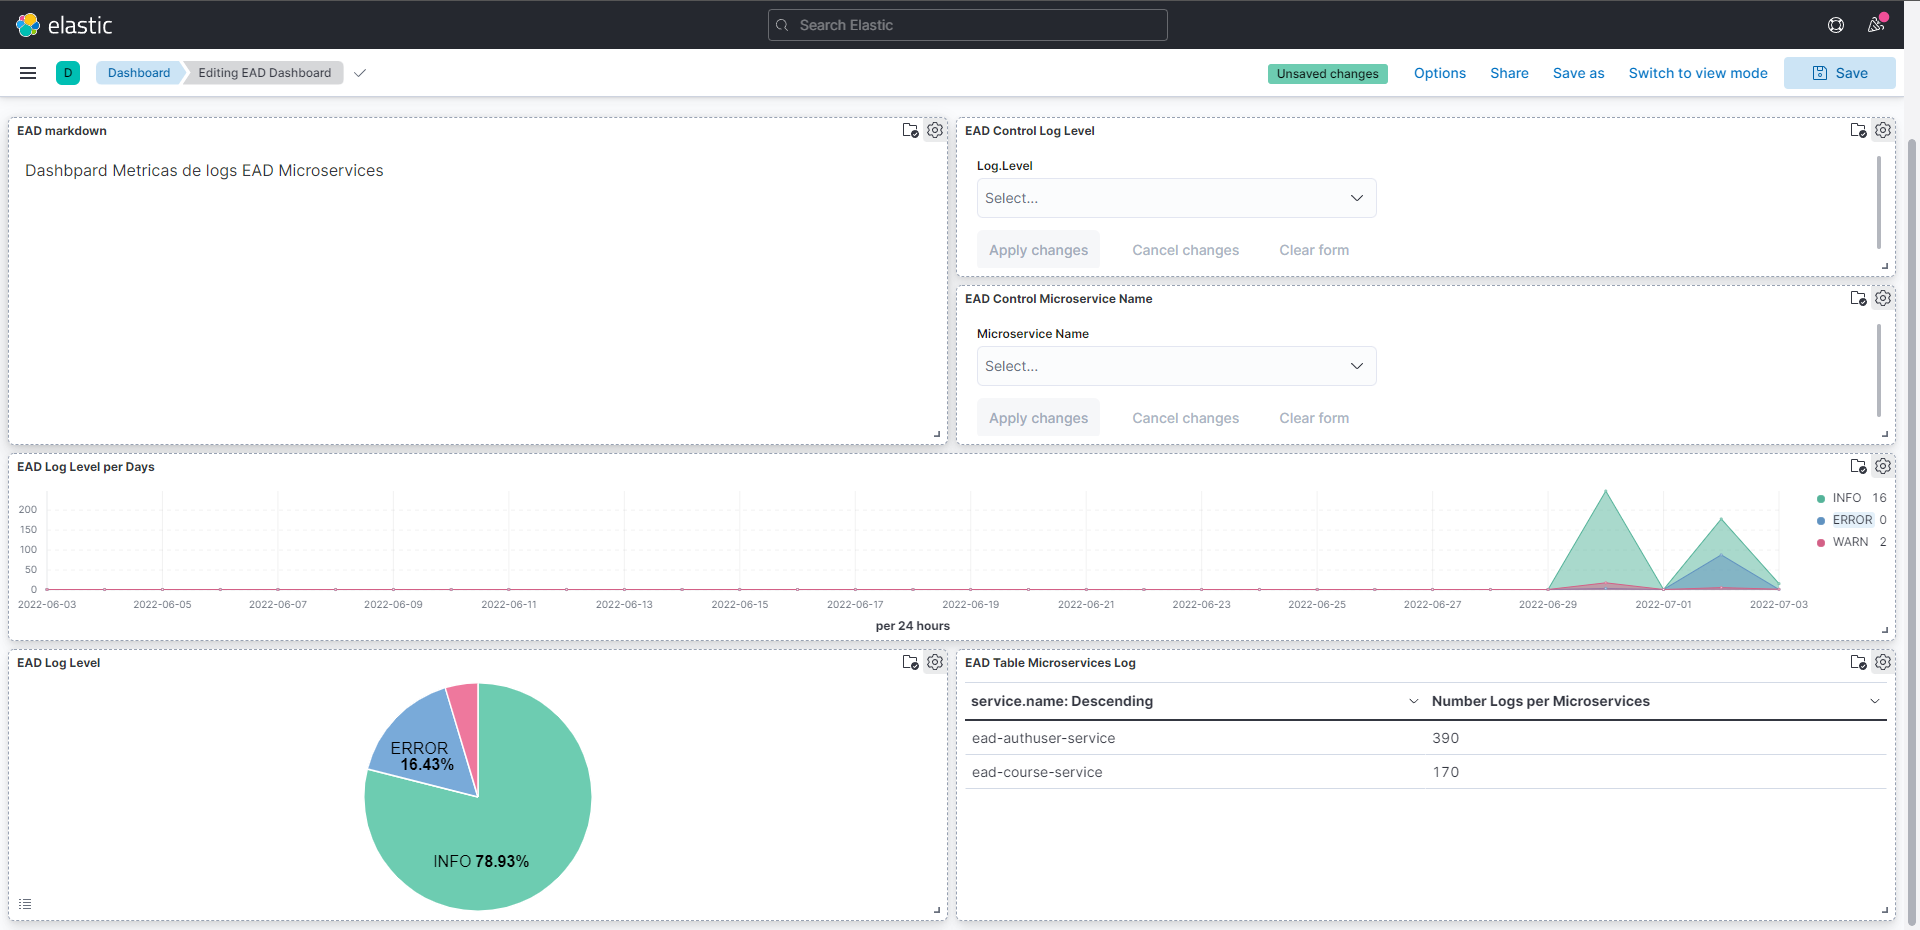 elastic
Search Elastic
D
Dashboard
Editing EAD Dashboard
Unsaved changes
Options
Share
Save as
Switch to view mode
Save
EAD markdown
Dashbpard Metricas de logs EAD Microservices
EAD Control Log Level
Log.Level
Select...
Apply changes
Cancel changes
Clear form
EAD Control Microservice Name
Microservice Name
Select...
Apply changes
Cancel changes
Clear form
EAD Log Level per Days
200
150
100
50
0
2022-06-03
2022-06-05
2022-06-07
2022-06-09
2022-06-11
2022-06-13
2022-06-15
2022-06-17
2022-06-19
2022-06-21
2022-06-23
2022-06-25
2022-06-27
2022-06-29
2022-07-01
2022-07-03
per 24 hours
INFO 16
ERROR 0
WARN 2
EAD Log Level
ERROR
16.43%
INFO 78.93%
EAD Table Microservices Log
service.name: Descending
Number Logs per Microservices
ead-authuser-service
390
ead-course-service
170